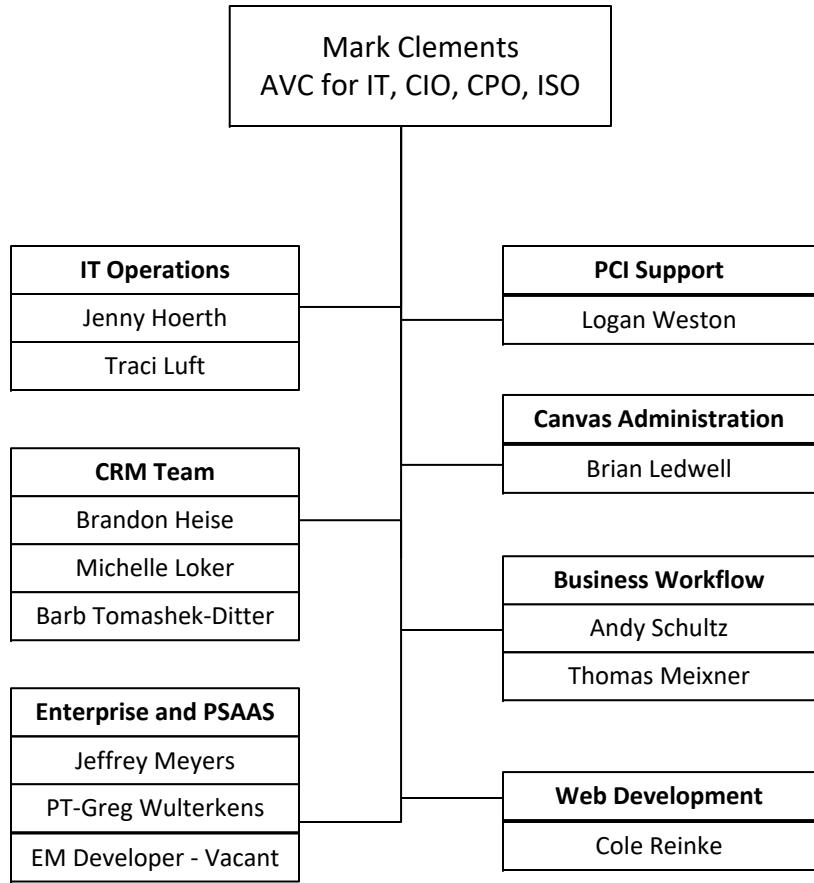 Mark Clements
AVC for IT, CIO, CPO, ISO
IT Operations
Jenny Hoerth
Traci Luft
CRM Team
Brandon Heise
Michelle Loker
Barb Tomashek-Ditter
Enterprise and PSAAS
Jeffrey Meyers
PT-Greg Wulterkens
EM Developer - Vacant
PCI Support
Logan Weston
Canvas Administration
Brian Ledwell
Business Workflow
Andy Schultz
Thomas Meixner
Web Development
Cole Reinke